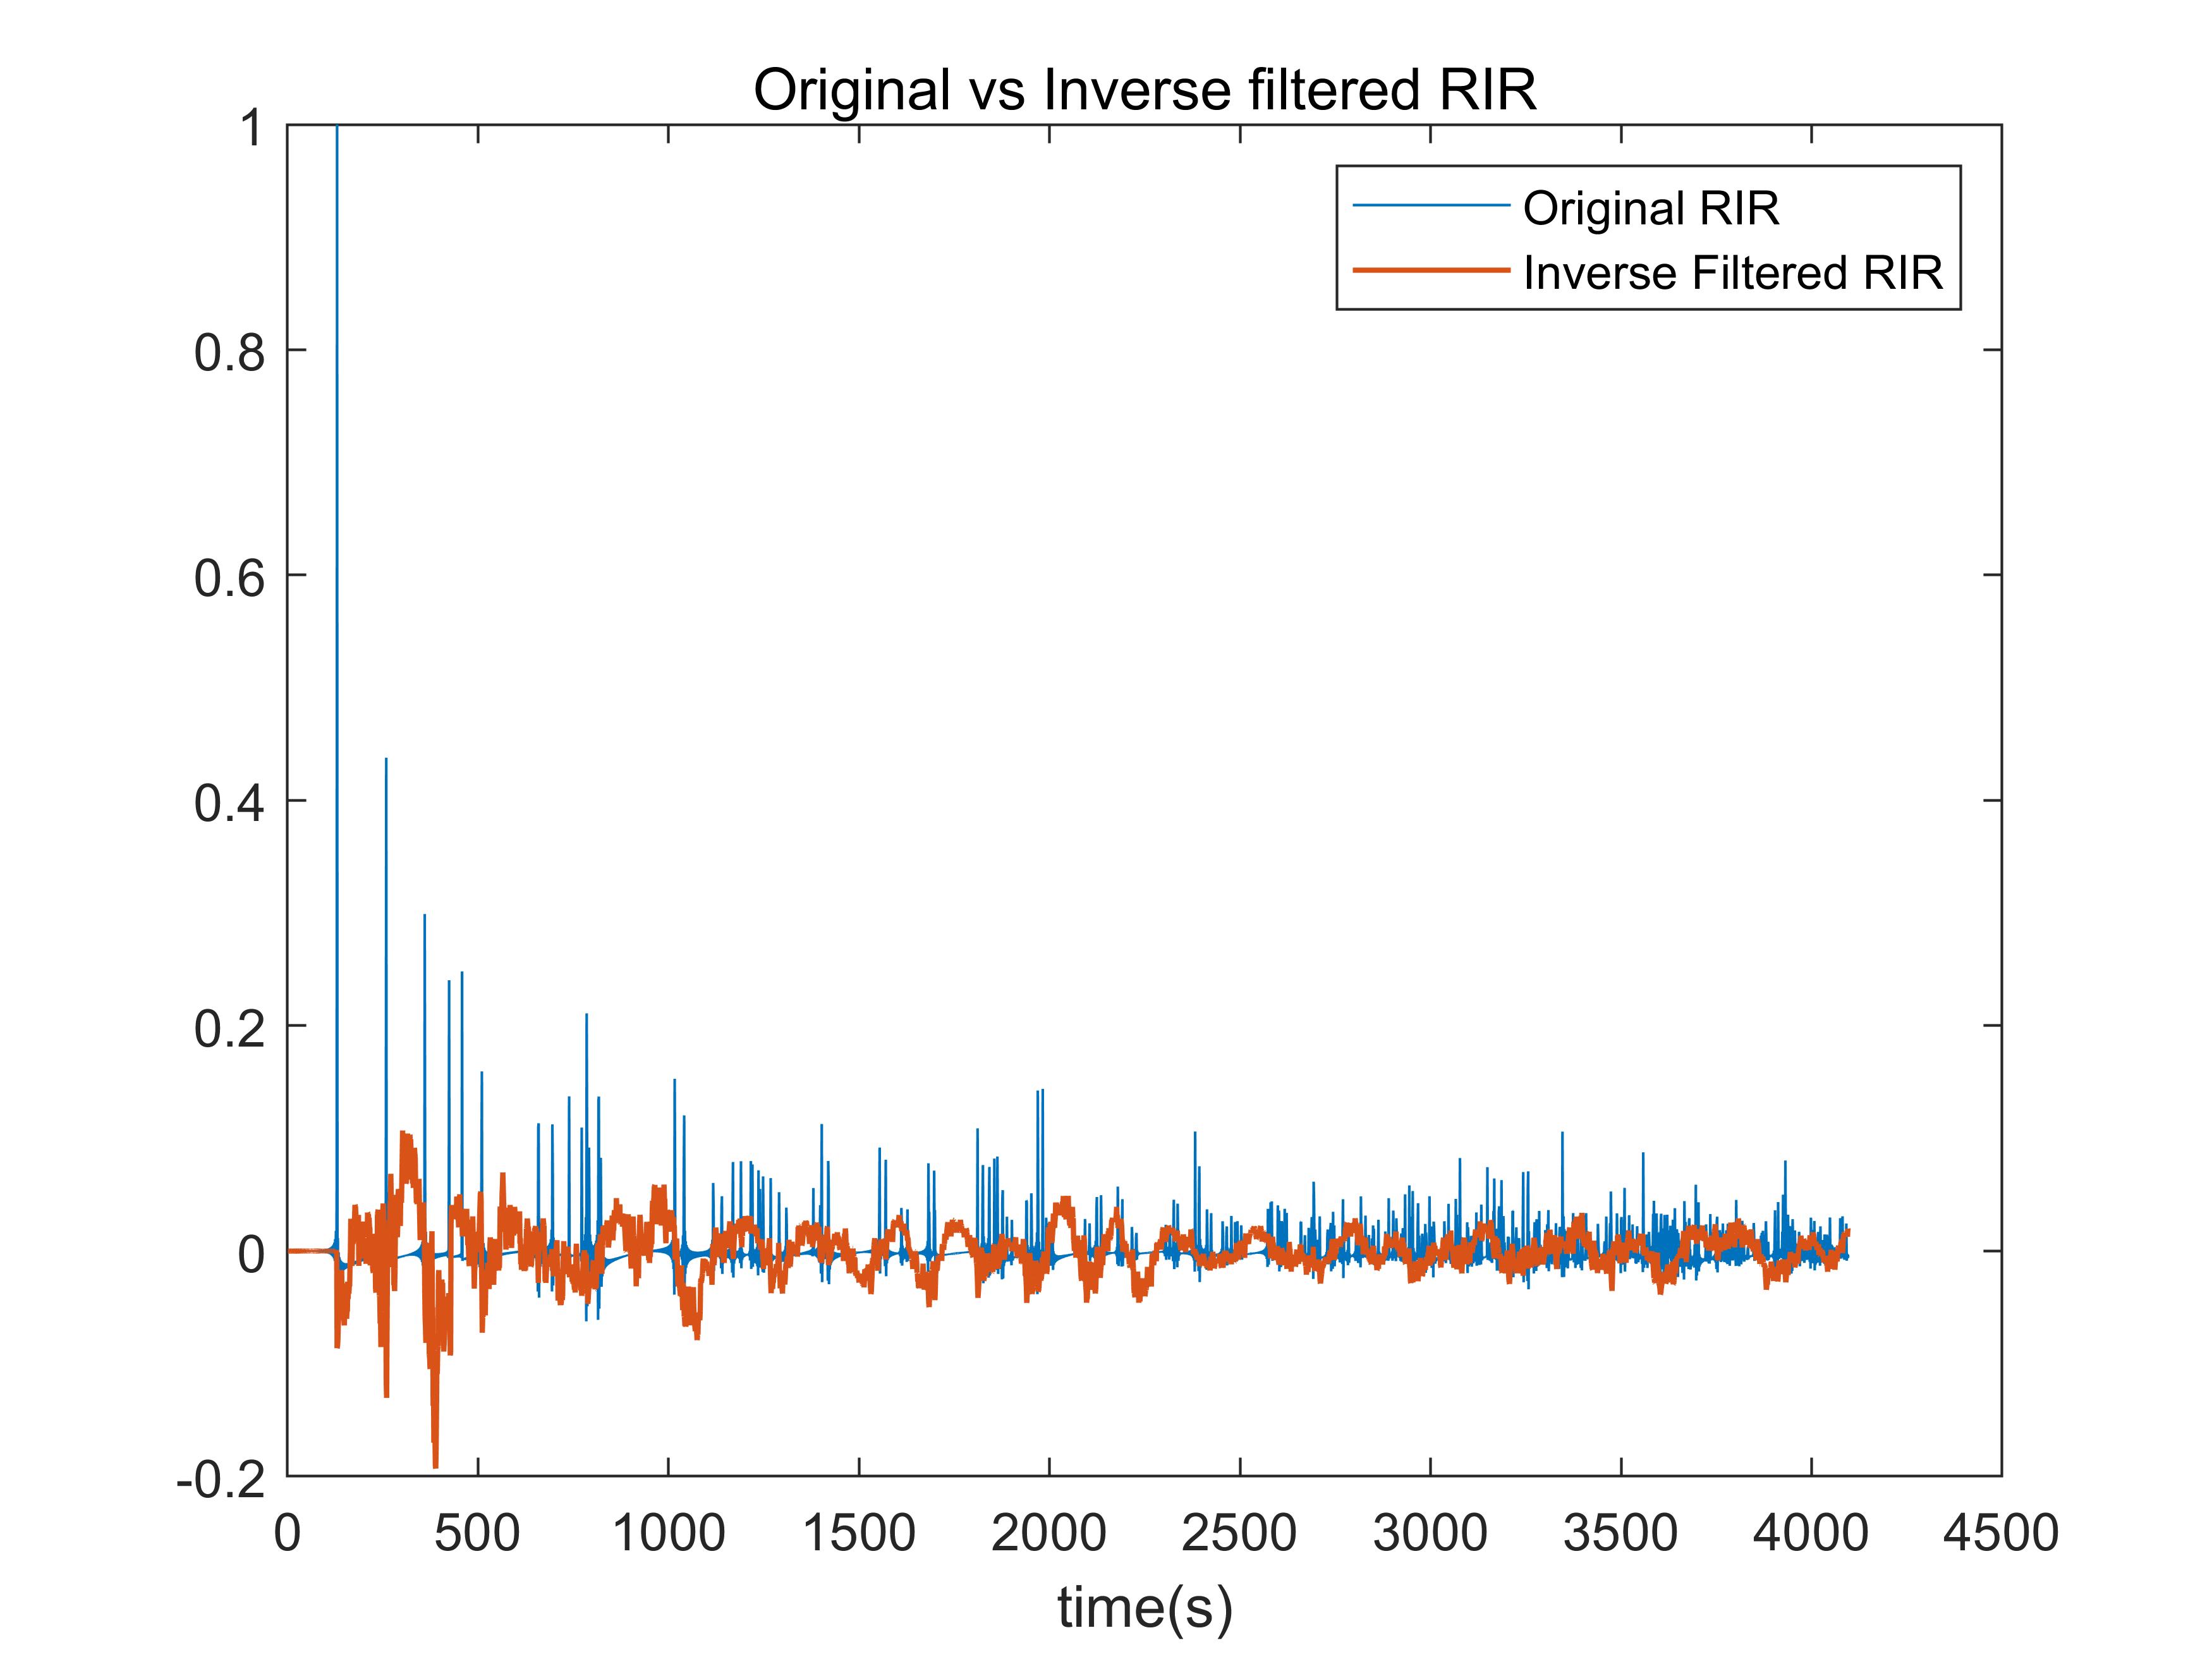 Original vs Inverse filtered RIR
1
0.8
0.6
0.4
0.2
0
-0.2
Original RIR
Inverse Filtered RIR
0 500 1000 1500 2000 2500 3000 3500 4000 4500
time(s)